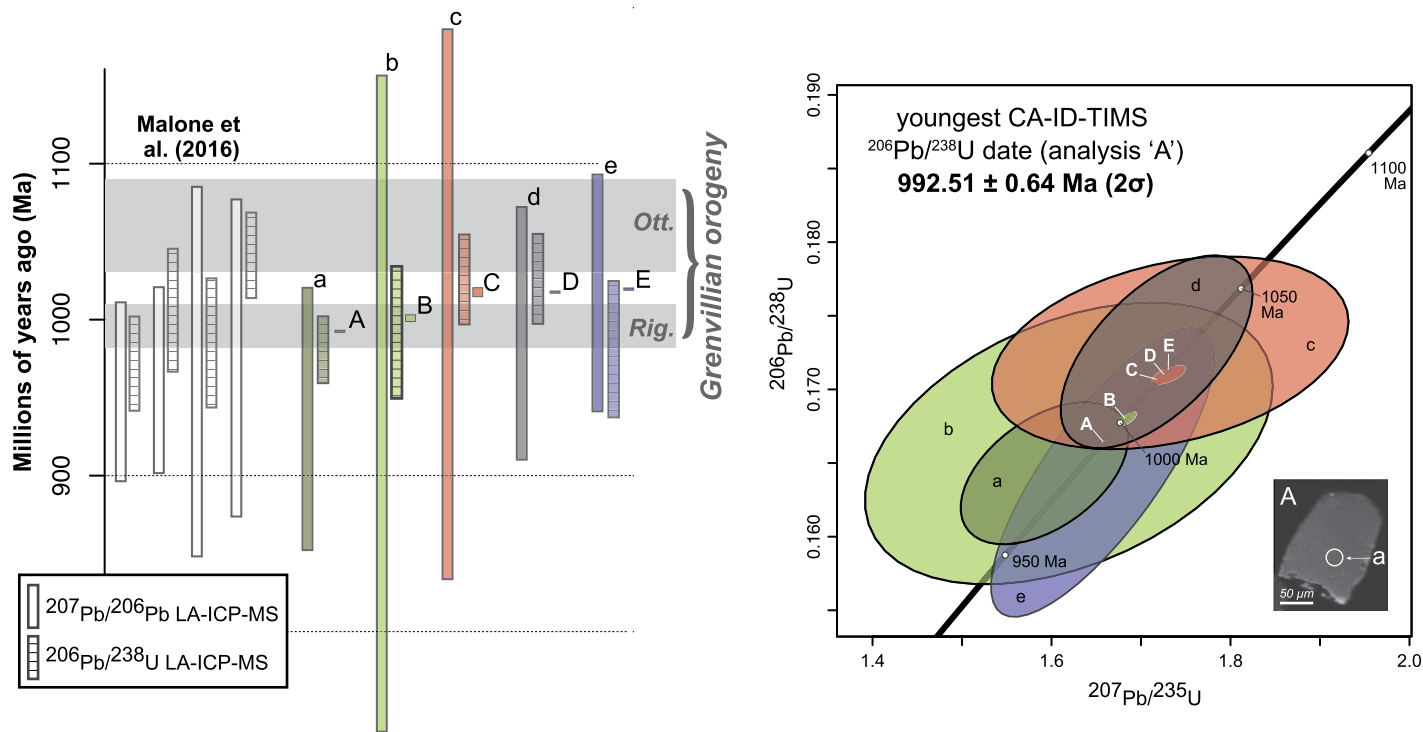 Millions of years ago (Ma)
1100
1000
900
Malone et
al. (2016)
a
A
b
B
c
C
d
D
e
E
Ott.
Rig.
Grenvillian orogeny
207Pb/206Pb LA-ICP-MS
206Pb/238U LA-ICP-MS
youngest CA-ID-TIMS
206Pb/238U date (analysis ‘A’)
992.51 ± 0.64 Ma (2σ)
206Pb/238U
0.190
0.180
0.170
0.160
1100
Ma
1050
Ma
1000 Ma
950 Ma
d
c
E
D
C
B
A
b
a
e
A
a
50 µm
1.4
1.6
1.8
2.0
207Pb/235U